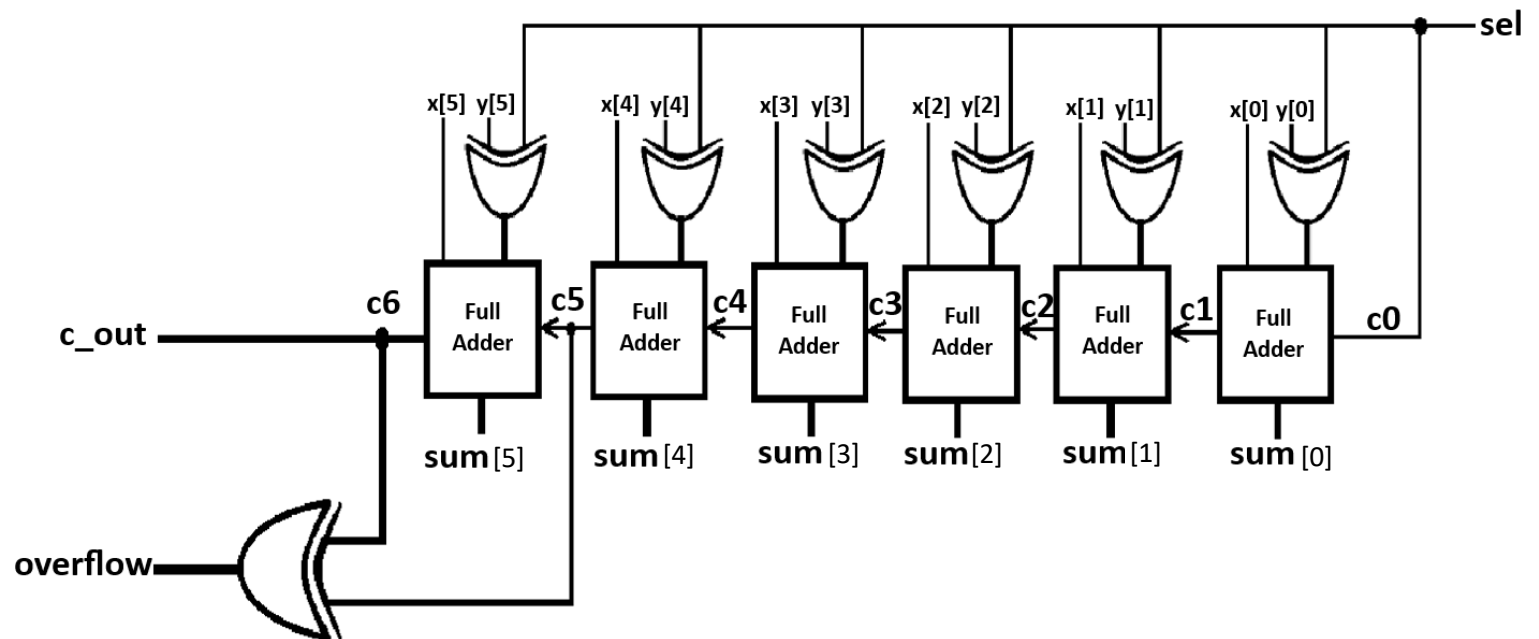 sel
x[5] y[5] x[4] y[4] x[3] y[3] x[2] y[2] x[1] y[1] x[0] y[0]
c6 c5 c4 c3 c2 c1 c0
Full Adder
Full Adder
Full Adder
Full Adder
Full Adder
Full Adder
c_out
sum [5] sum [4] sum [3] sum [2] sum [1] sum [0]
overflow